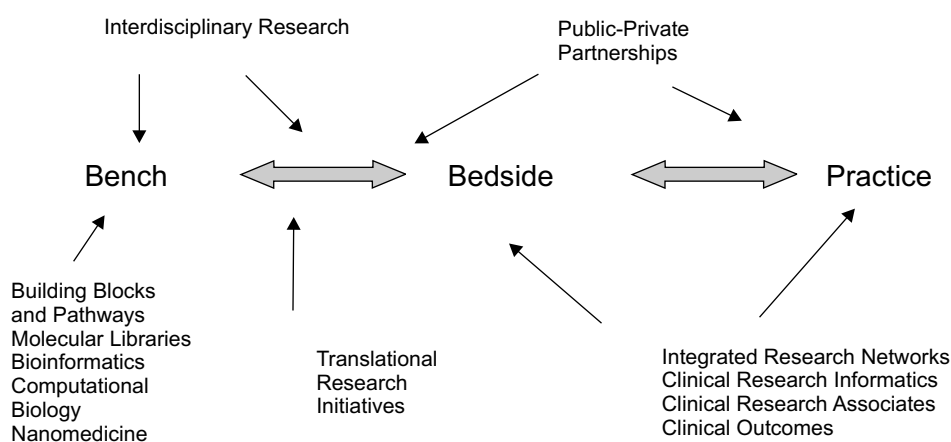 Interdisciplinary Research
Public-Private
Partnerships
Bench
Bedside
Practice
Building Blocks
and Pathways
Molecular Libraries
Bioinformatics
Computational
Biology
Nanomedicine
Translational
Research
Initiatives
Integrated Research Networks
Clinical Research Informatics
Clinical Research Associates
Clinical Outcomes